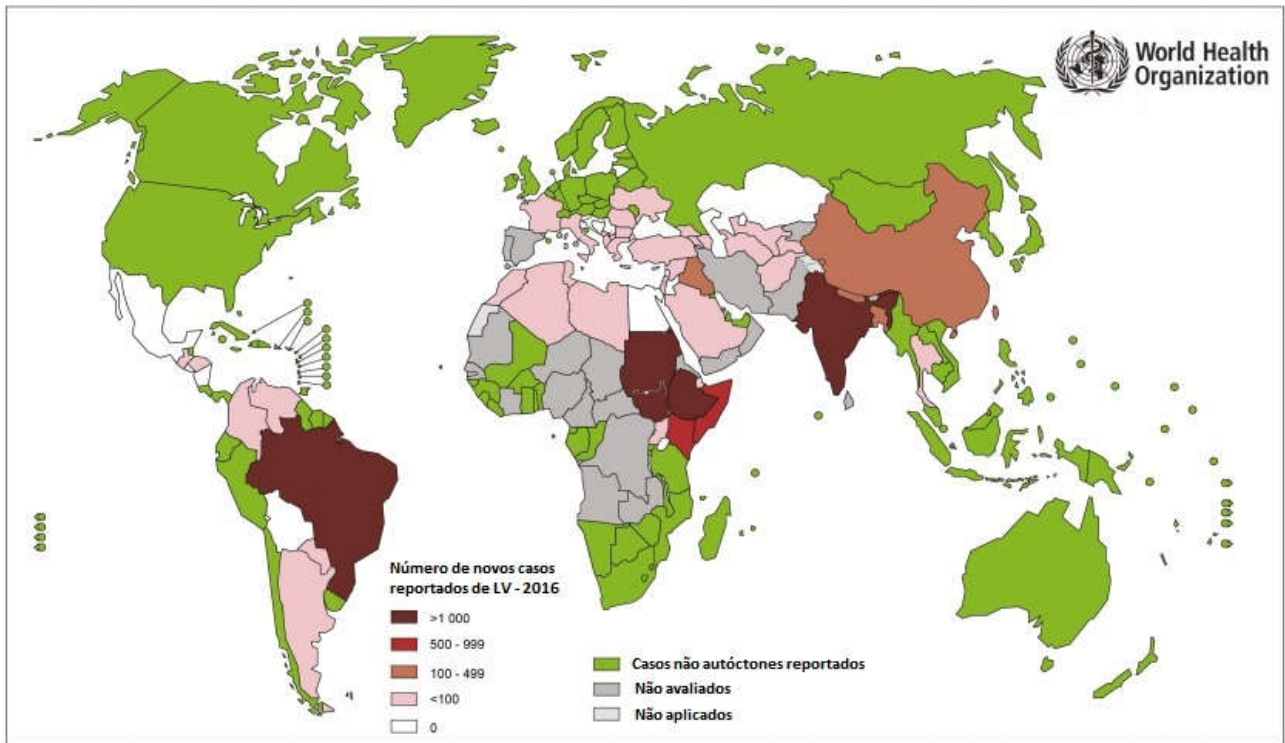 World Health
Organization
Número de novos casos
reportados de LV - 2016
>1 000
500 - 999
100 - 499
<100
0
Casos não autóctones reportados
Não avaliados
Não aplicados